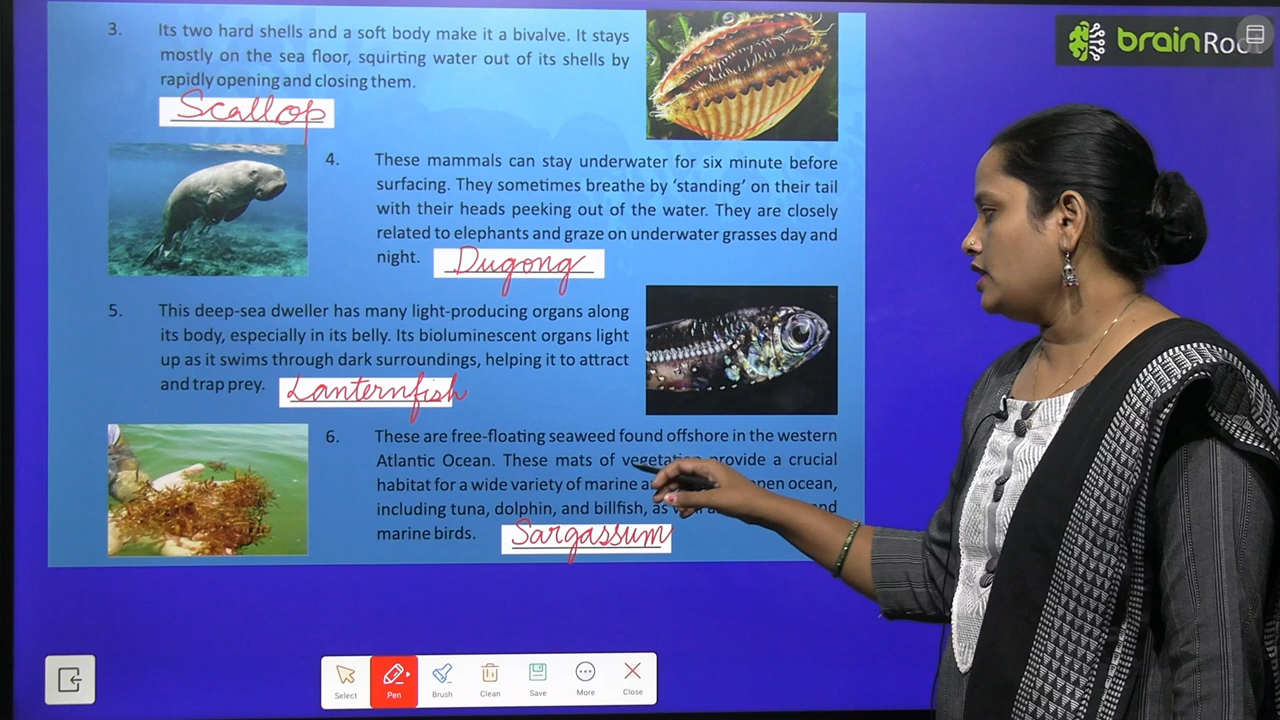 3. Its two hard shells and a soft body make it a bivalve. It stays
mostly on the sea floor, squirting water out of its shells by
rapidly opening and closing them.
Scallop
4. These mammals can stay underwater for six minute before
surfacing. They sometimes breathe by ‘standing’ on their tail
with their heads peeking out of the water. They are closely
related to elephants and graze on underwater grasses day and
night. Dugong
5. This deep-sea dweller has many light-producing organs along
its body, especially in its belly. Its bioluminescent organs light
up as it swims through dark surroundings, helping it to attract
and trap prey. Lanternfish
6. These are free-floating seaweed found offshore in the western
Atlantic Ocean. These mats of vegetation provide a crucial
habitat for a wide variety of marine open ocean,
including tuna, dolphin, and billfish, as and
marine birds. Sargassum
brainRoot
Select
Pen
Brush
Clean
Save
More
Close